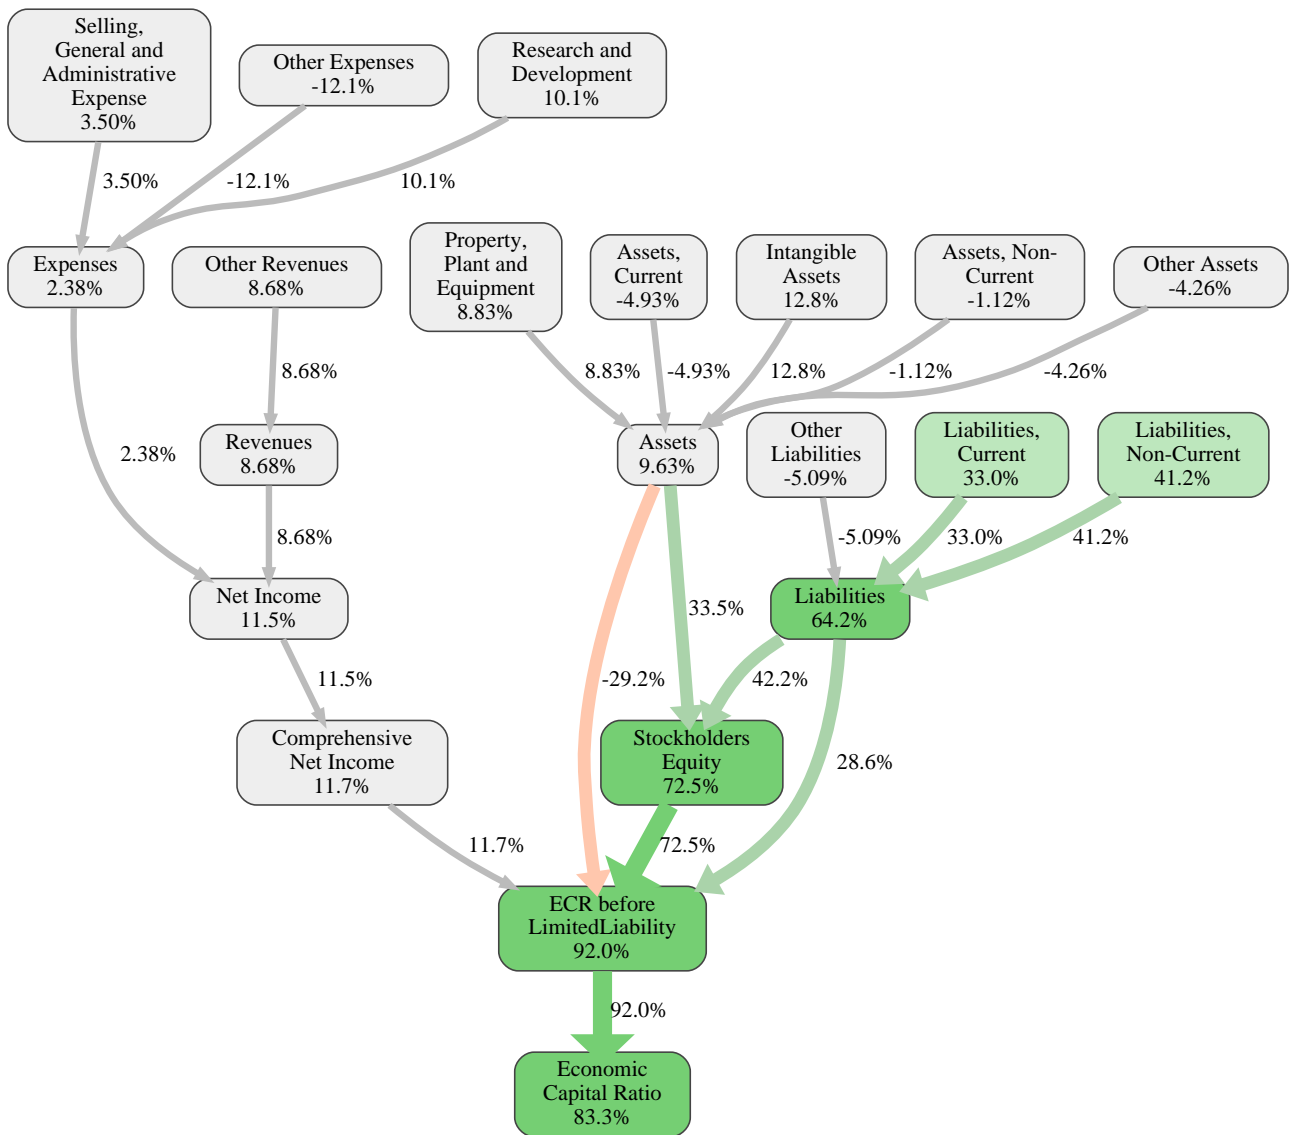 Selling,
General and
Administrative
Expense
3.50%
Other Expenses
-12.1%
Research and
Development
10.1%
3.50%
-12.1%
10.1%
Expenses
2.38%
Other Revenues
8.68%
Property,
Plant and
Equipment
8.83%
Assets,
Current
-4.93%
Intangible
Assets
12.8%
Assets, Non-
Current
-1.12%
Other Assets
-4.26%
8.68%
8.83%
-4.93%
12.8%
-1.12%
-4.26%
2.38%
Revenues
8.68%
Assets
9.63%
Other
Liabilities
-5.09%
Liabilities,
Current
33.0%
Liabilities,
Non-Current
41.2%
8.68%
-5.09%
33.0%
41.2%
Net Income
11.5%
33.5%
Liabilities
64.2%
11.5%
-29.2%
42.2%
Comprehensive
Net Income
11.7%
Stockholders
Equity
72.5%
28.6%
11.7%
72.5%
ECR before
LimitedLiability
92.0%
92.0%
Economic
Capital Ratio
83.3%